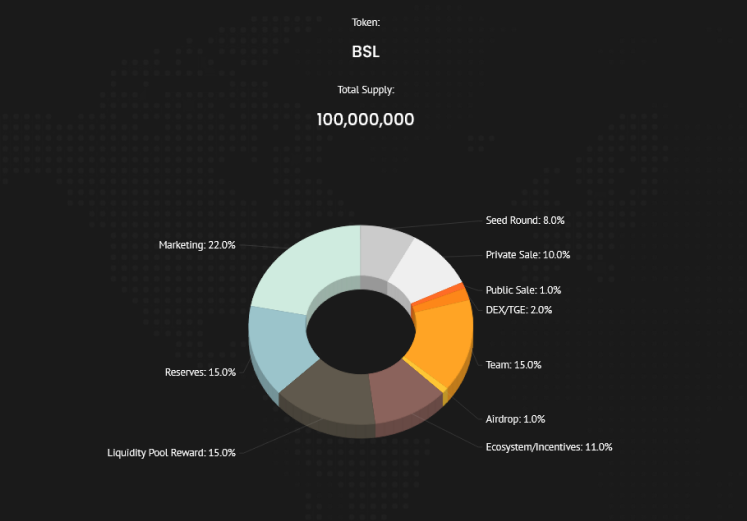 Token:
BSL
Total Supply:
100,000,000
Seed Round: 8.0%
Marketing: 22.0%
Private Sale: 10.0%
Public Sale: 1.0%
DEX/TGE: 2.0%
Team: 15.0%
Reserves: 15.0%
Airdrop: 1.0%
Ecosystem/Incentives: 11.0%
Liquidity Pool Reward: 15.0%